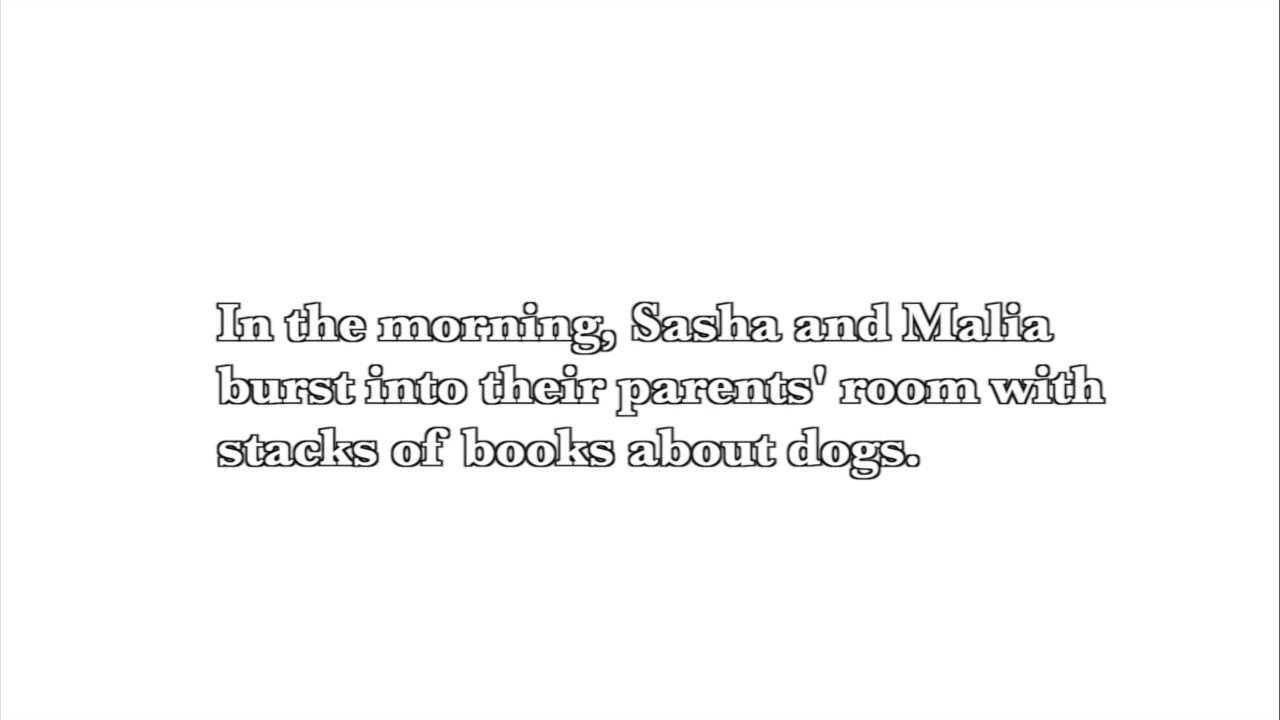 In the morning, Sasha and Malia
burst into their parents' room with
stacks of books about dogs.